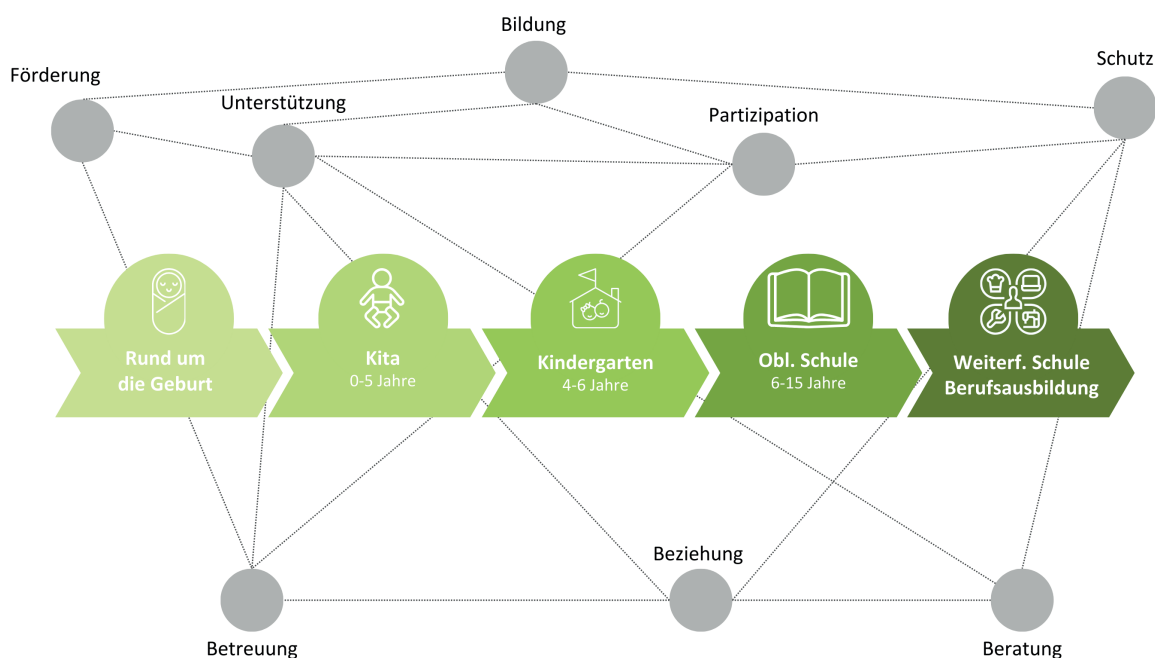 Bildung
Schutz
Förderung
Unterstützung
Partizipation
Rund um
die Geburt
Kita
0-5 Jahre
Kindergarten
4-6 Jahre
Obl. Schule
6-15 Jahre
Weiterf. Schule
Berufsausbildung
Beziehung
Betreuung
Beratung